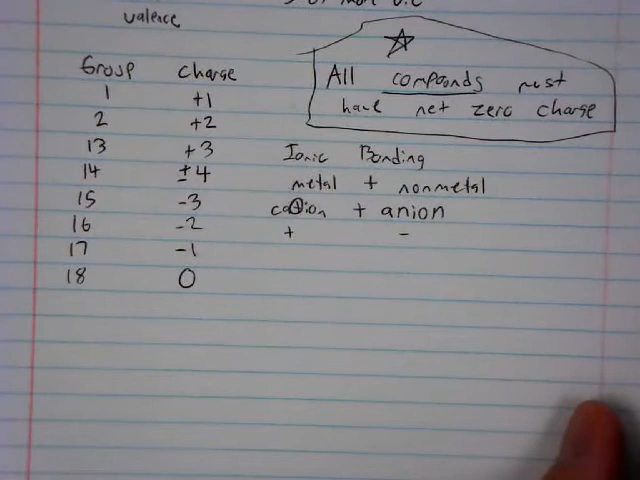 valence
Group charge
1 +1
2 +2
13 +3
14 ±4
15 -3
16 -2
17 -1
18 0
All compounds must
have net zero charge
Ionic Bonding
metal + nonmetal
cation + anion
+ -